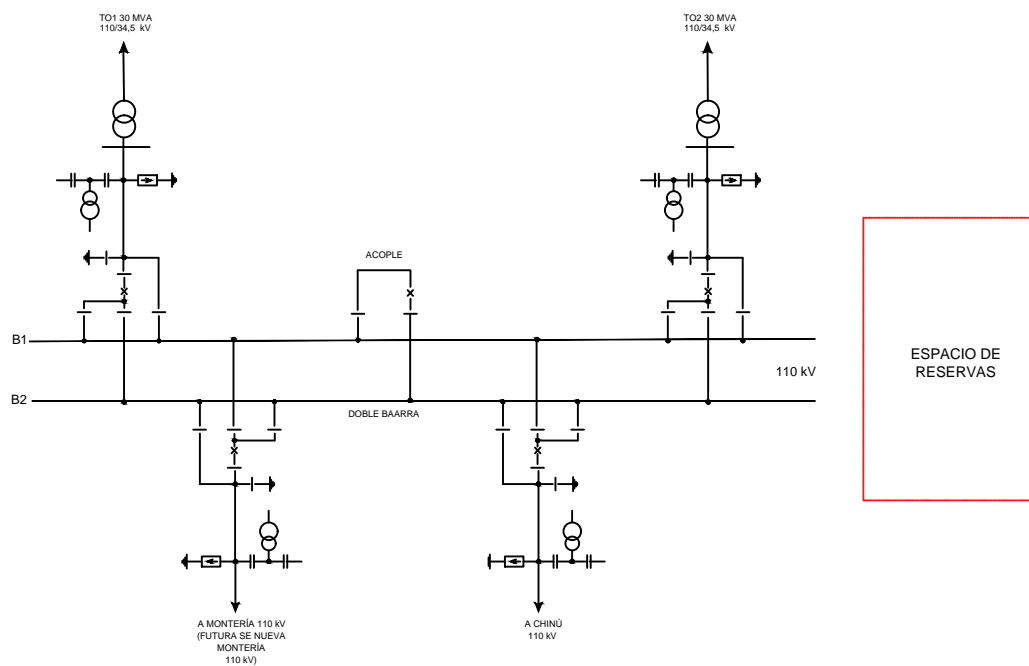 TO1 30 MVA
110/34,5 kV
TO2 30 MVA
110/34,5 kV
ACOPLE
B1
110 kV
ESPACIO DE
RESERVAS
B2
DOBLE BAARRA
A MONTERÍA 110 kV
(FUTURA SE NUEVA
MONTERÍA
110 kV)
A CHINÚ
110 kV